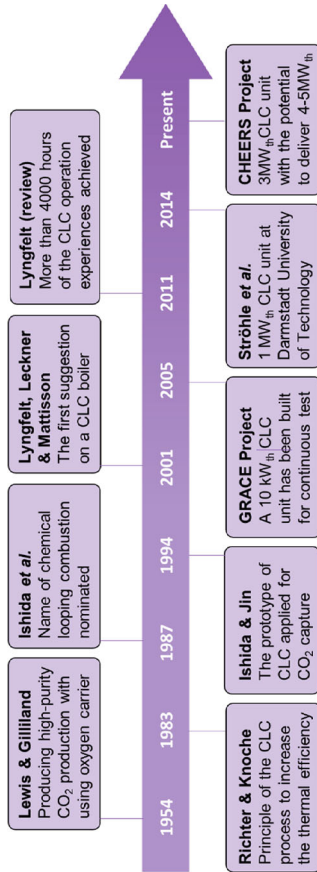 Lewis & Gilliland
Producing high-purity
CO₂ production with
using oxygen carrier
Ishida et al.
Name of chemical
looping combustion
nominated
Lyngfelt, Leckner
& Mattisson
The first suggestion
on a CLC boiler
Lyngfelt (review)
More than 4000 hours
of the CLC operation
experiences achieved
1954
1983
1987
1994
2001
2005
2011
2014
Present
Richter & Knoche
Principle of the CLC
process to increase
the thermal efficiency
Ishida & Jin
The prototype of
CLC applied for
CO₂ capture
GRACE Project
A 10 kWth CLC
unit has been built
for continuous test
Ströhle et al.
1 MWth CLC unit at
Darmstadt University
of Technology
CHEERS Project
3MWth CLC unit
with the potential
to deliver 4-5MWth